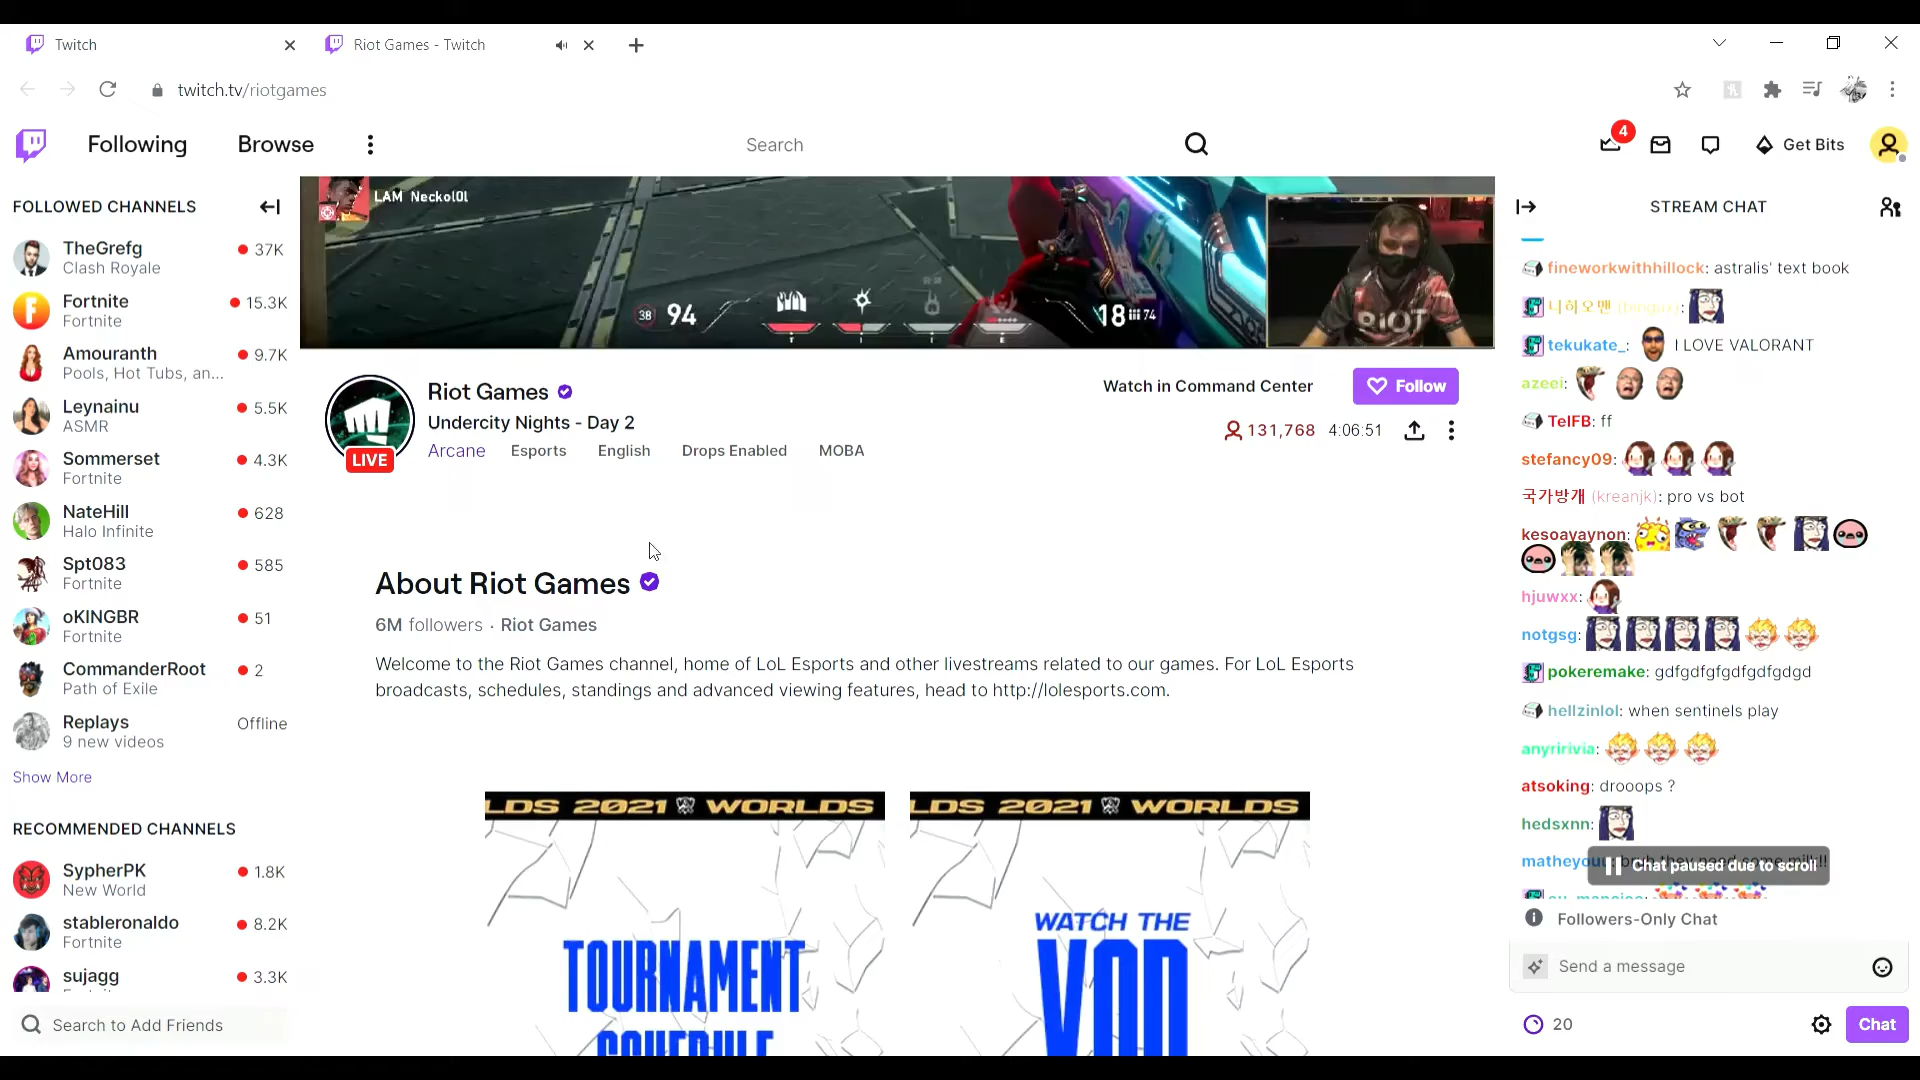 Twitch
Riot Games - Twitch
twitch.tv/riotgames
Following
Browse
Search
4
Get Bits
FOLLOWED CHANNELS
TheGrefg
37K
Clash Royale
Fortnite
15.3K
Fortnite
Amouranth
9.7K
Pools, Hot Tubs, an...
Leynainu
5.5K
ASMR
Sommerset
4.3K
Fortnite
NateHill
628
Halo Infinite
Spt083
585
Fortnite
oKINGBR
51
Fortnite
CommanderRoot
2
Path of Exile
Replays
Offline
9 new videos
Show More
RECOMMENDED CHANNELS
SypherPK
1.8K
New World
stableronaldo
8.2K
Fortnite
sujagg
3.3K
Search to Add Friends
LAM Neckol0l
38 94
18 74
RIOT
LIVE
Riot Games
Undercity Nights - Day 2
Arcane Esports English Drops Enabled MOBA
Watch in Command Center
Follow
131,768 4:06:51
About Riot Games
6M followers · Riot Games
Welcome to the Riot Games channel, home of LoL Esports and other livestreams related to our games. For LoL Esports
broadcasts, schedules, standings and advanced viewing features, head to http://lolesports.com.
LDS 2021 WORLDS
TOURNAMENT
SCHEDULE
LDS 2021 WORLDS
WATCH THE
VOD
STREAM CHAT
fineworkwithhillock: astralis' text book
tekukate_: I LOVE VALORANT
azeei:
TelFB: ff
stefancy09:
국가방개 (kreanjk): pro vs bot
kesoayaynon:
hjuwxx:
notgsg:
pokeremake: gdfgdfgfgdfgdfgdgd
hellzinlol: when sentinels play
anyririvia:
atsoking: drooops ?
hedsxnn:
Chat paused due to scroll
Followers-Only Chat
Send a message
20
Chat